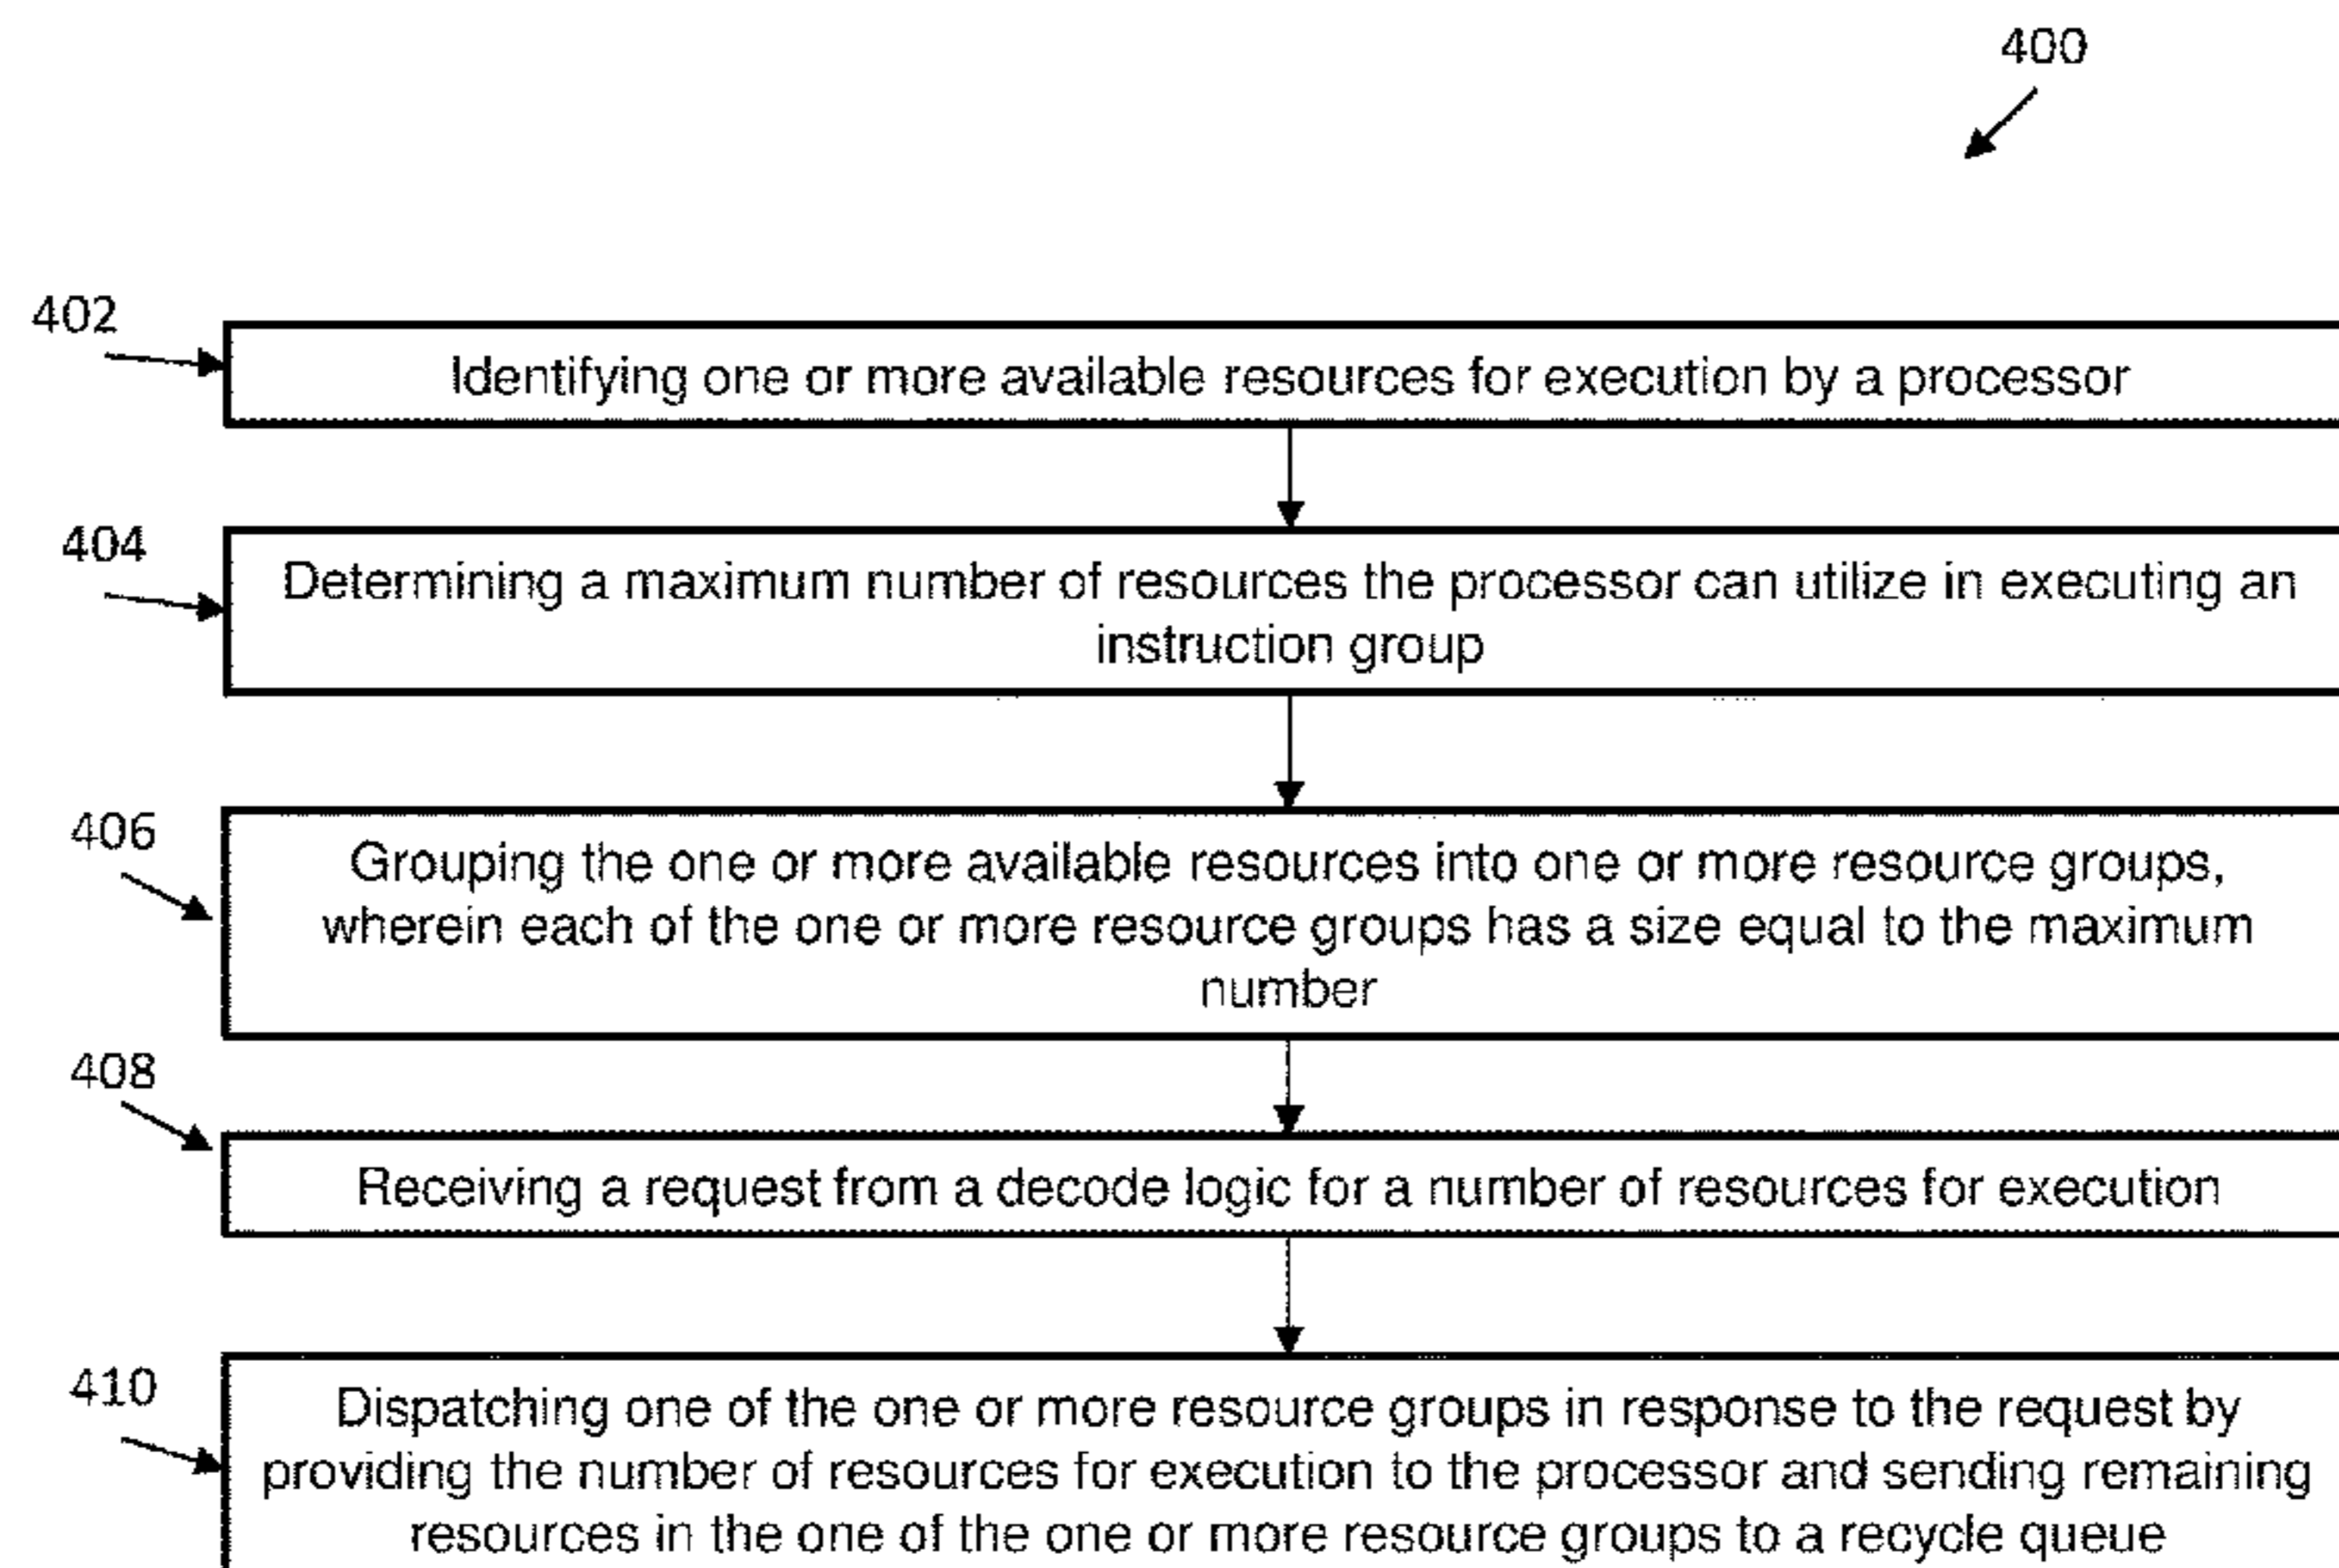 400
402
Identifying one or more available resources for execution by a processor
404
Determining a maximum number of resources the processor can utilize in executing an
instruction group
406
Grouping the one or more available resources into one or more resource groups,
wherein each of the one or more resource groups has a size equal to the maximum
number
408
Receiving a request from a decode logic for a number of resources for execution
410
Dispatching one of the one or more resource groups in response to the request by
providing the number of resources for execution to the processor and sending remaining
resources in the one of the one or more resource groups to a recycle queue